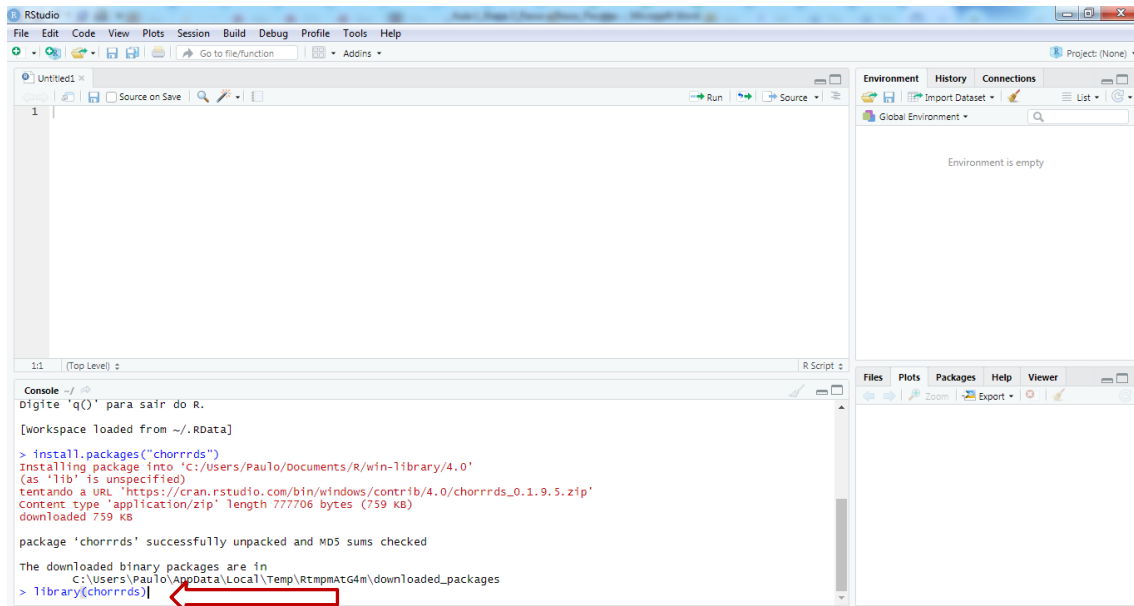 RStudio
File Edit Code View Plots Session Build Debug Profile Tools Help
Go to file/function Addins Project: (None)
Untitled1
Source on Save Run Source
1
1:1 (Top Level) R Script
Console ~/
Digite 'q()' para sair do R.
[Workspace loaded from ~/.RData]
> install.packages("chorrrds")
Installing package into 'C:/Users/Paulo/Documents/R/win-library/4.0'
(as 'lib' is unspecified)
tentando a URL 'https://cran.rstudio.com/bin/windows/contrib/4.0/chorrrds_0.1.9.5.zip'
Content type 'application/zip' length 777706 bytes (759 KB)
downloaded 759 KB
package 'chorrrds' successfully unpacked and MD5 sums checked
The downloaded binary packages are in
C:\Users\Paulo\AppData\Local\Temp\RtmpmAtG4m\downloaded_packages
> library(chorrrds)
Environment History Connections
Import Dataset List
Global Environment
Environment is empty
Files Plots Packages Help Viewer
Zoom Export